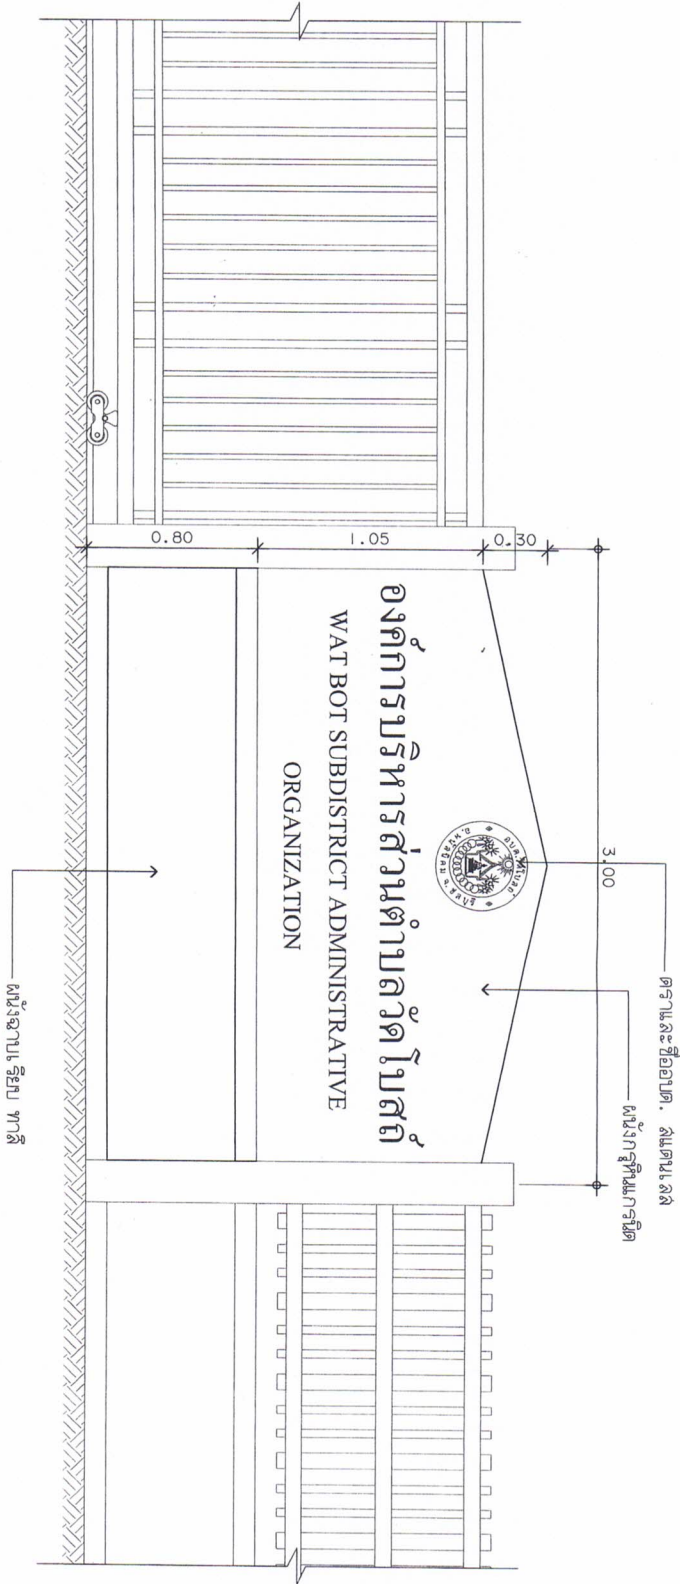 ตราและชื่ออบต. สแตนเลส
ผนังกรุหินแกรนิต
3.00
0.30
1.05
0.80
องค์การบริหารส่วนตำบลวัดโบสถ์
WAT BOT SUBDISTRICT ADMINISTRATIVE
ORGANIZATION
ผนังฉาบเรียบ ทาสี